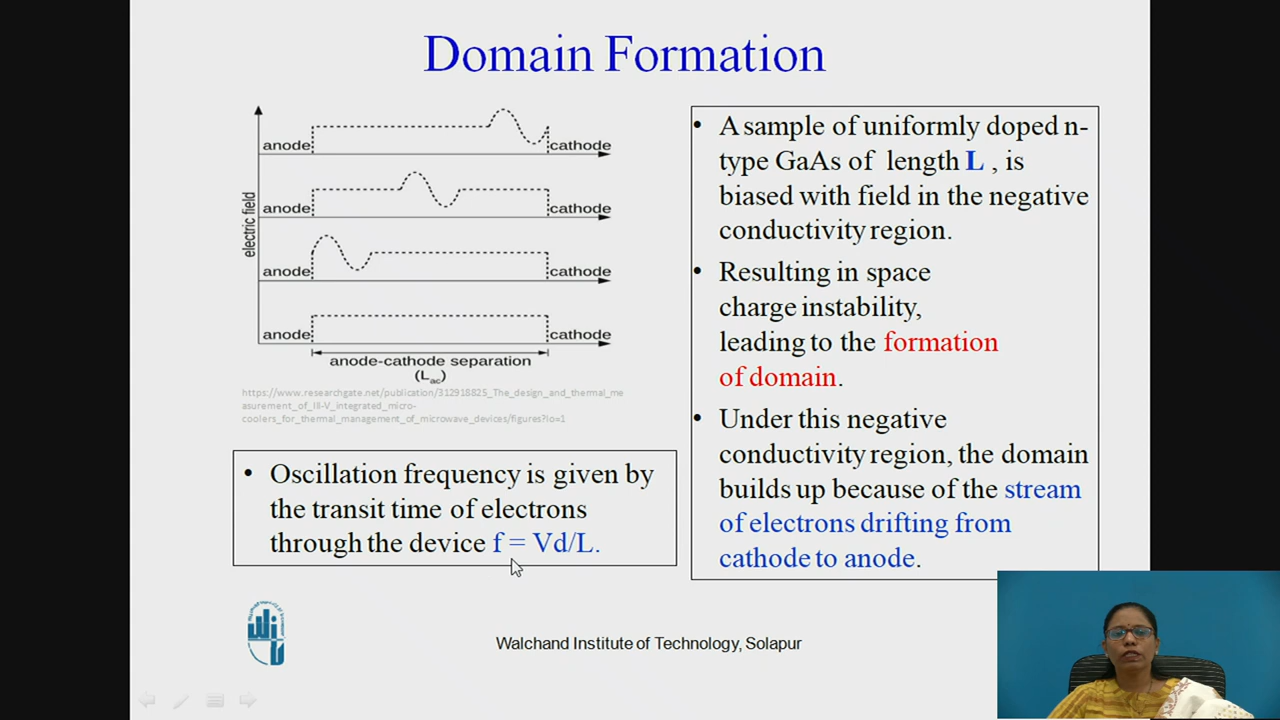 Domain Formation
anode
cathode
anode
cathode
electric field
anode
cathode
anode
cathode
anode-cathode separation
(Lac)
https://www.researchgate.net/publication/312918825_The_design_and_thermal_me
asurement_of_III-V_integrated_micro-
coolers_for_thermal_management_of_microwave_devices/figures?lo=1
• Oscillation frequency is given by
the transit time of electrons
through the device f = Vd/L.
• A sample of uniformly doped n-
type GaAs of length L , is
biased with field in the negative
conductivity region.
• Resulting in space
charge instability,
leading to the formation
of domain.
• Under this negative
conductivity region, the domain
builds up because of the stream
of electrons drifting from
cathode to anode.
Walchand Institute of Technology, Solapur